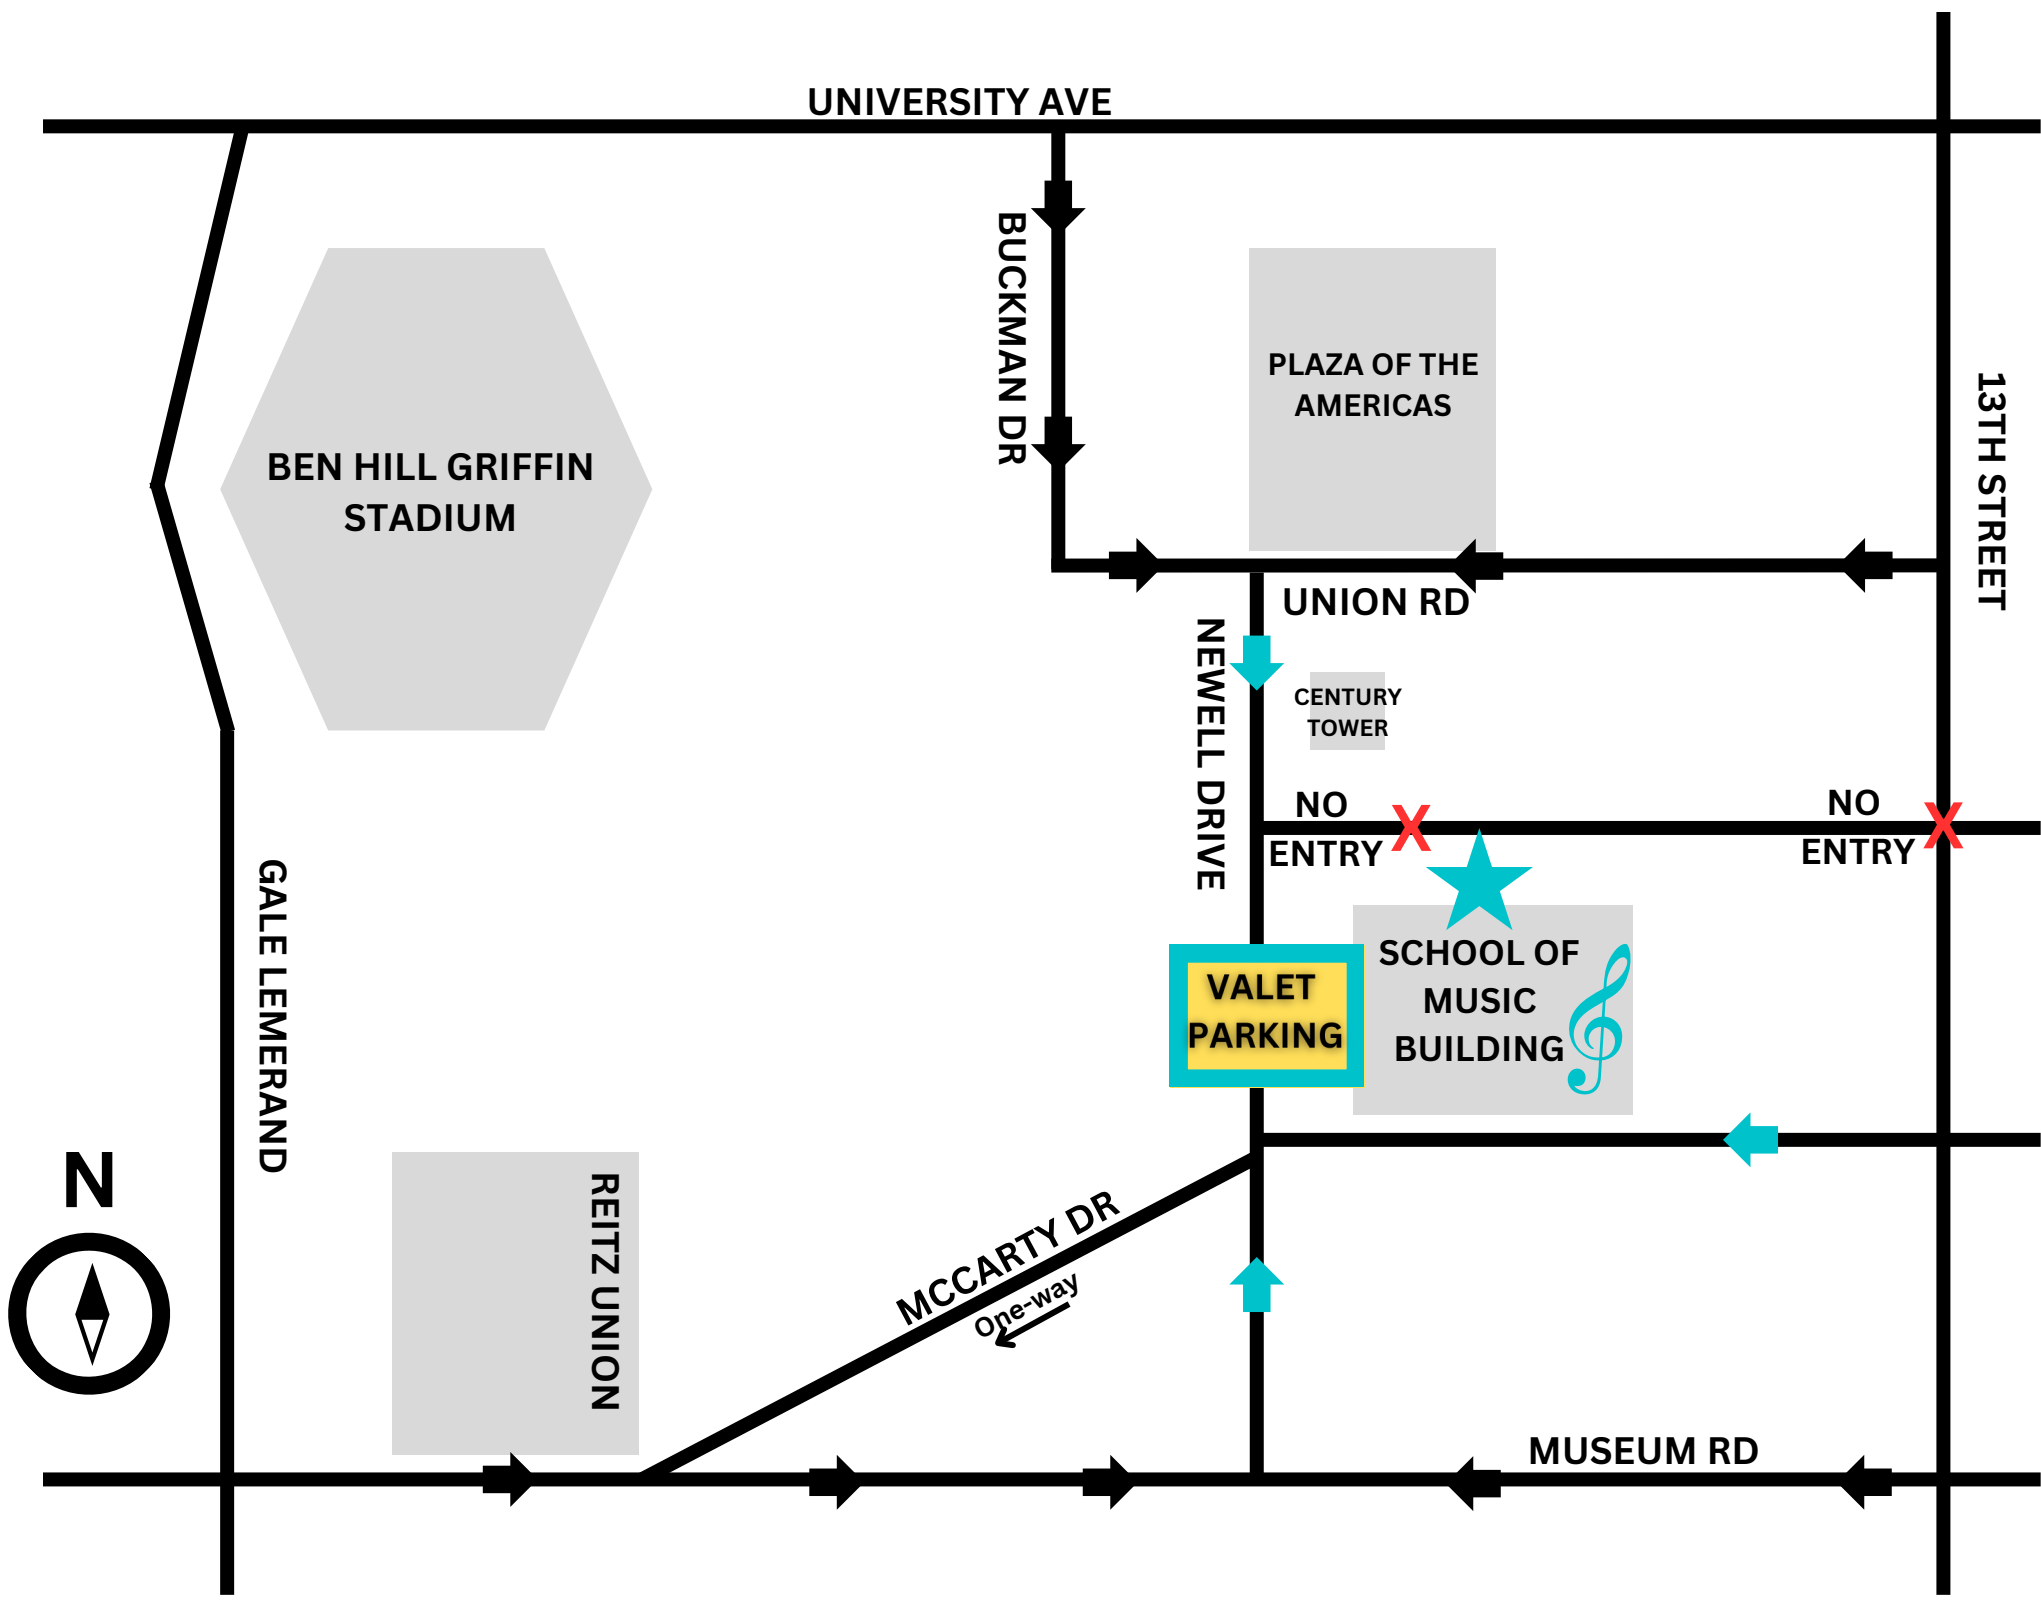 UNIVERSITY AVE
BUCKMAN DR
PLAZA OF THE
AMERICAS
13TH STREET
BEN HILL GRIFFIN
STADIUM
UNION RD
NEWELL DRIVE
CENTURY
TOWER
NO
ENTRY
X
NO
ENTRY
X
GALE LEMERAND
VALET
PARKING
SCHOOL OF
MUSIC
BUILDING
N
REITZ UNION
MCCARTY DR
One-way
MUSEUM RD